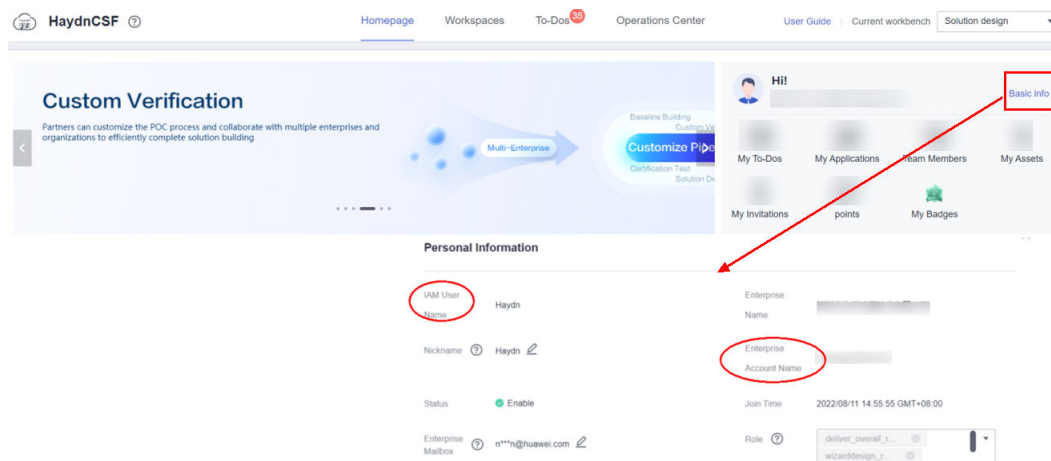 HaydnCSF
Homepage Workspaces To-Dos 35 Operations Center User Guide Current workbench Solution design
Custom Verification
Partners can customize the POC process and collaborate with multiple enterprises and
organizations to efficiently complete solution building
Multi-Enterprise
Baseline Building
Customize Pipe
Certification Test
Hi!
Basic info
My To-Dos My Applications Team Members My Assets
My Invitations points My Badges
Personal Information
IAM User
Name
Haydn
Enterprise
Name
Nickname Haydn
Enterprise
Account Name
Status Enable
Join Time 2022/08/11 14:55:55 GMT+08:00
Enterprise
Mailbox
n***n@huawei.com
Role
deliver_overall_r...
wizarddesign_r...